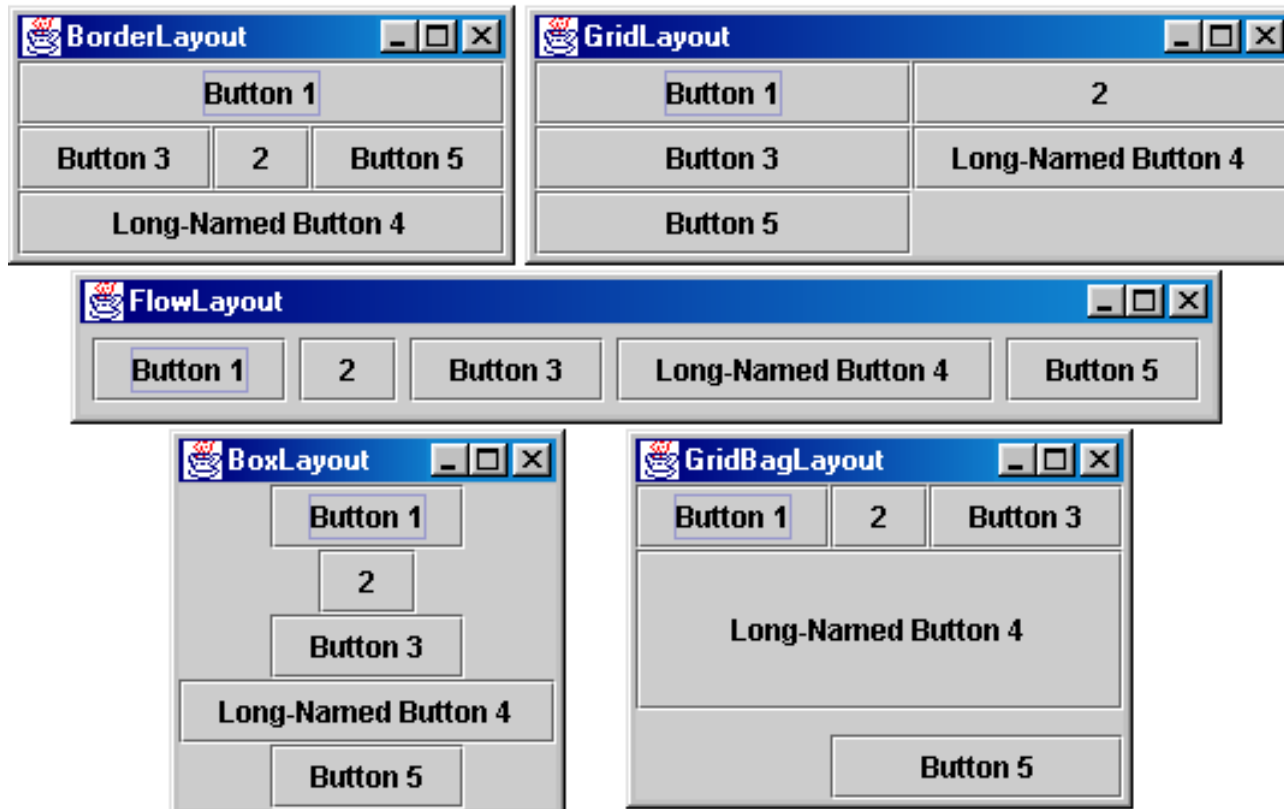 BorderLayout
Button 1
Button 3 2 Button 5
Long-Named Button 4
GridLayout
Button 1 2
Button 3 Long-Named Button 4
Button 5
FlowLayout
Button 1 2 Button 3 Long-Named Button 4 Button 5
BoxLayout
Button 1
2
Button 3
Long-Named Button 4
Button 5
GridBagLayout
Button 1 2 Button 3
Long-Named Button 4
Button 5